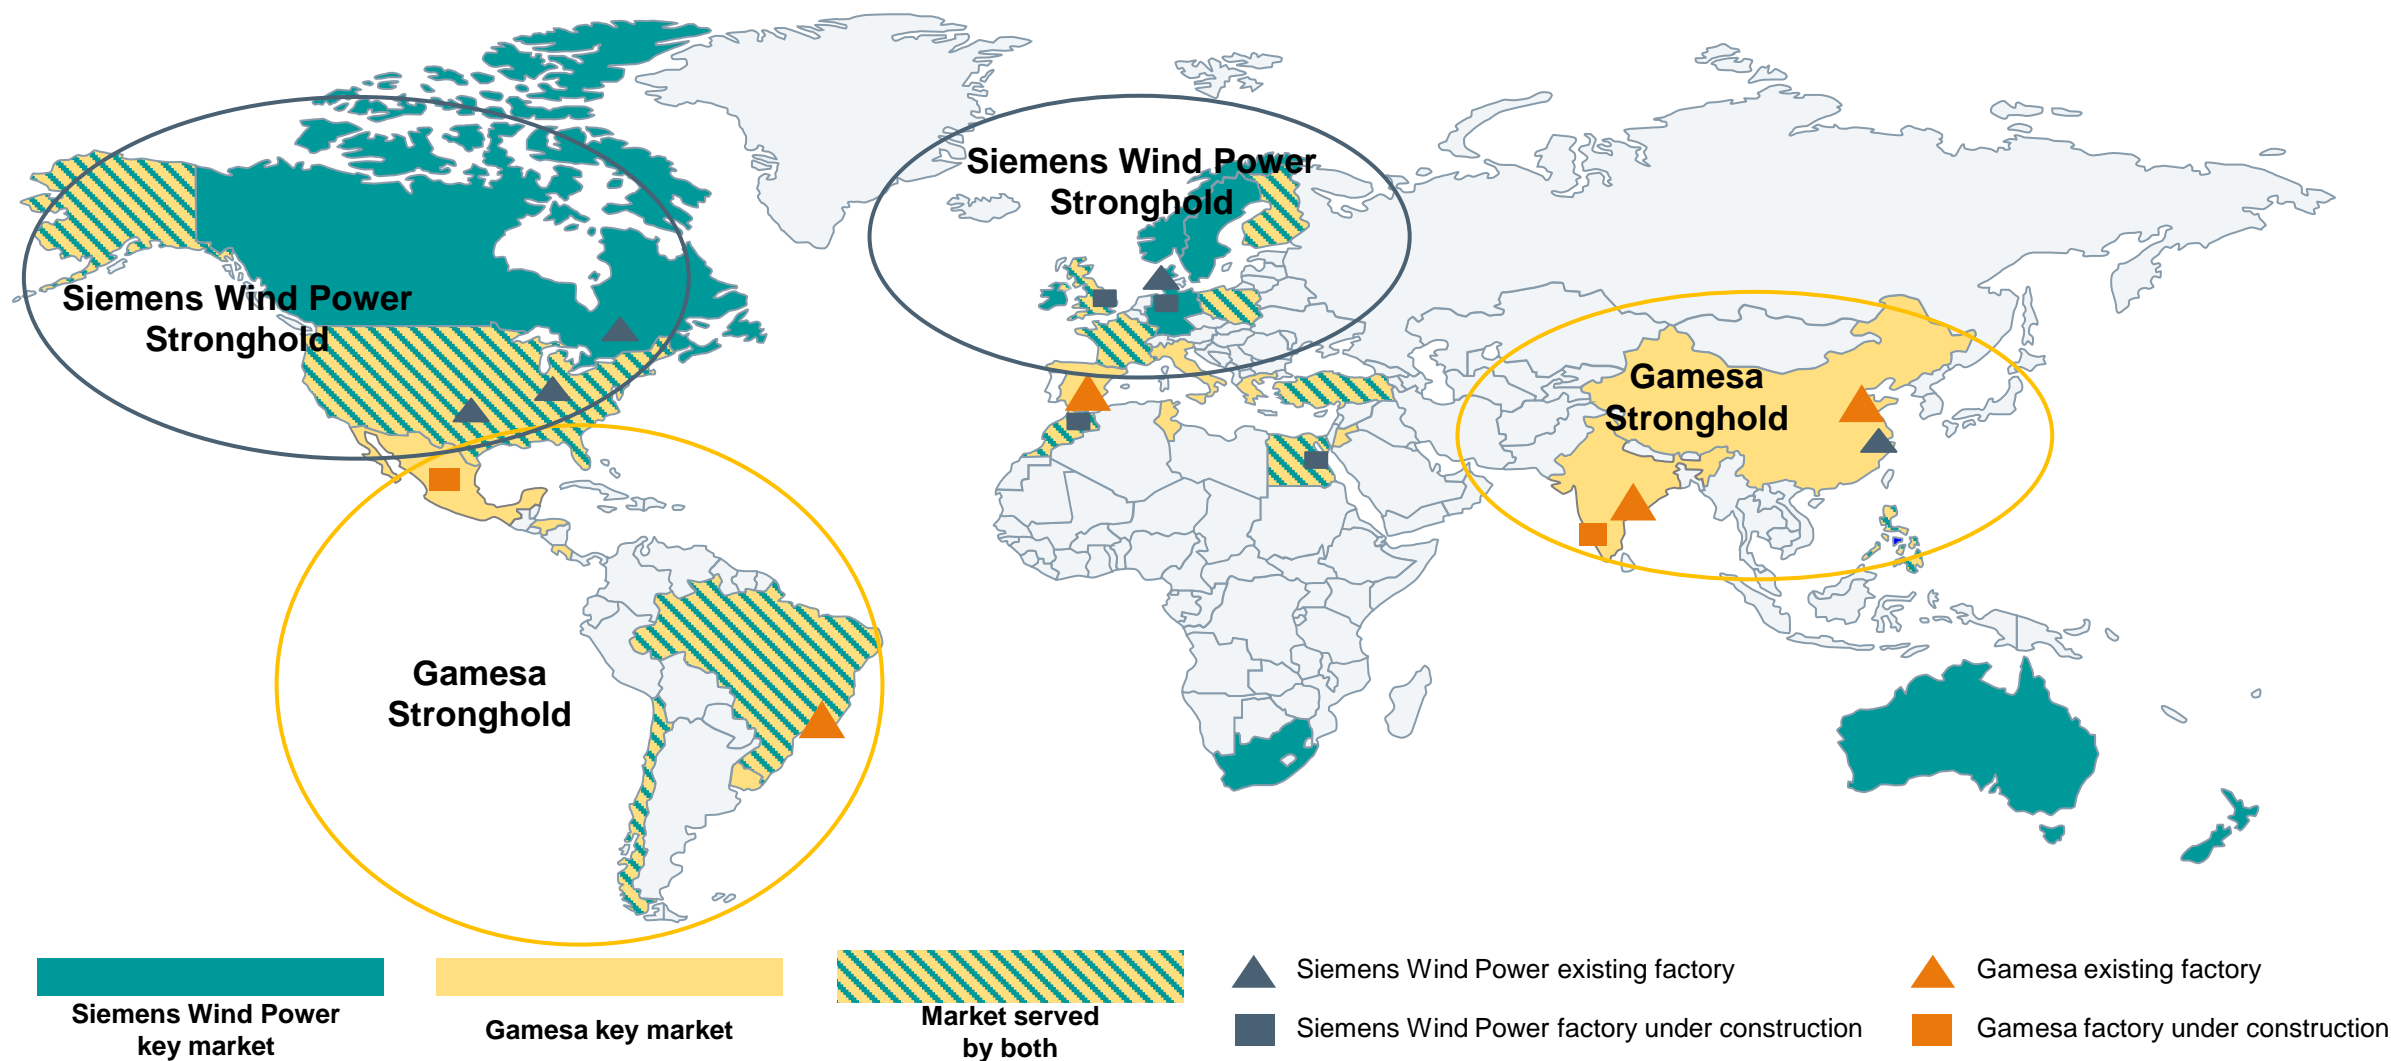 Siemens Wind Power
Stronghold
Siemens Wind Power
Stronghold
Gamesa
Stronghold
Gamesa
Stronghold
Siemens Wind Power
key market
Gamesa key market
Market served
by both
Siemens Wind Power existing factory
Siemens Wind Power factory under construction
Gamesa existing factory
Gamesa factory under construction